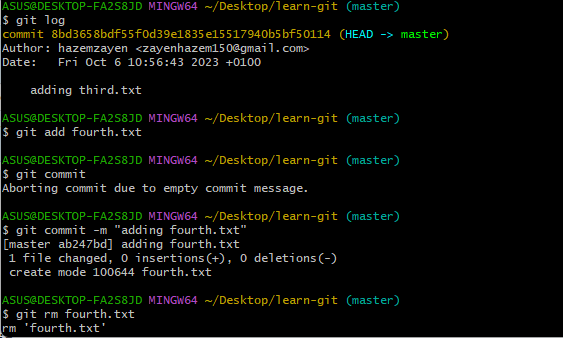 ASUS@DESKTOP-FA2S8JD MINGW64 ~/Desktop/learn-git (master)
$ git log
commit 8bd3658bdf55f0d39e1835e15517940b5bf50114 (HEAD -> master)
Author: hazemzayen <zayenhazem150@gmail.com>
Date:   Fri Oct 6 10:56:43 2023 +0100
    adding third.txt
ASUS@DESKTOP-FA2S8JD MINGW64 ~/Desktop/learn-git (master)
$ git add fourth.txt
ASUS@DESKTOP-FA2S8JD MINGW64 ~/Desktop/learn-git (master)
$ git commit
Aborting commit due to empty commit message.
ASUS@DESKTOP-FA2S8JD MINGW64 ~/Desktop/learn-git (master)
$ git commit -m "adding fourth.txt"
[master ab247bd] adding fourth.txt
 1 file changed, 0 insertions(+), 0 deletions(-)
 create mode 100644 fourth.txt
ASUS@DESKTOP-FA2S8JD MINGW64 ~/Desktop/learn-git (master)
$ git rm fourth.txt
rm 'fourth.txt'